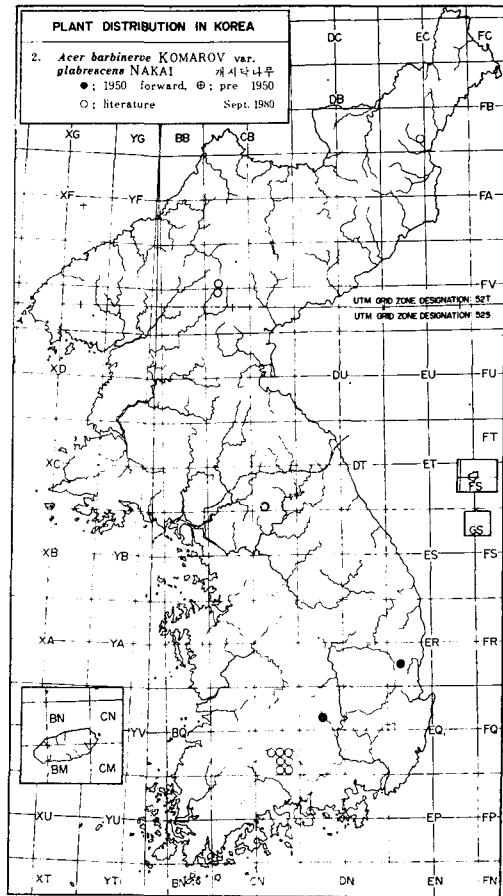 PLANT DISTRIBUTION IN KOREA
2. Acer barbinerve KOMAROV var.
glabrescens NAKAI 개시닥나무
●; 1950 forward, ⊕; pre 1950
○; literature Sept. 1980
DC EC FC
DB FB
XG YG BB CB
XF YF FA
FV
UTM GRID ZONE DESIGNATION: 52T
UTM GRID ZONE DESIGNATION: 52S
XD DU EU FU
FT
XC DT ET
FS
GS
XB YB ES FS
XA YA ER FR
BN CN
YV BQ EQ FQ
BM CM
XU YU EP FP
XT YT BN CN DN EN FN